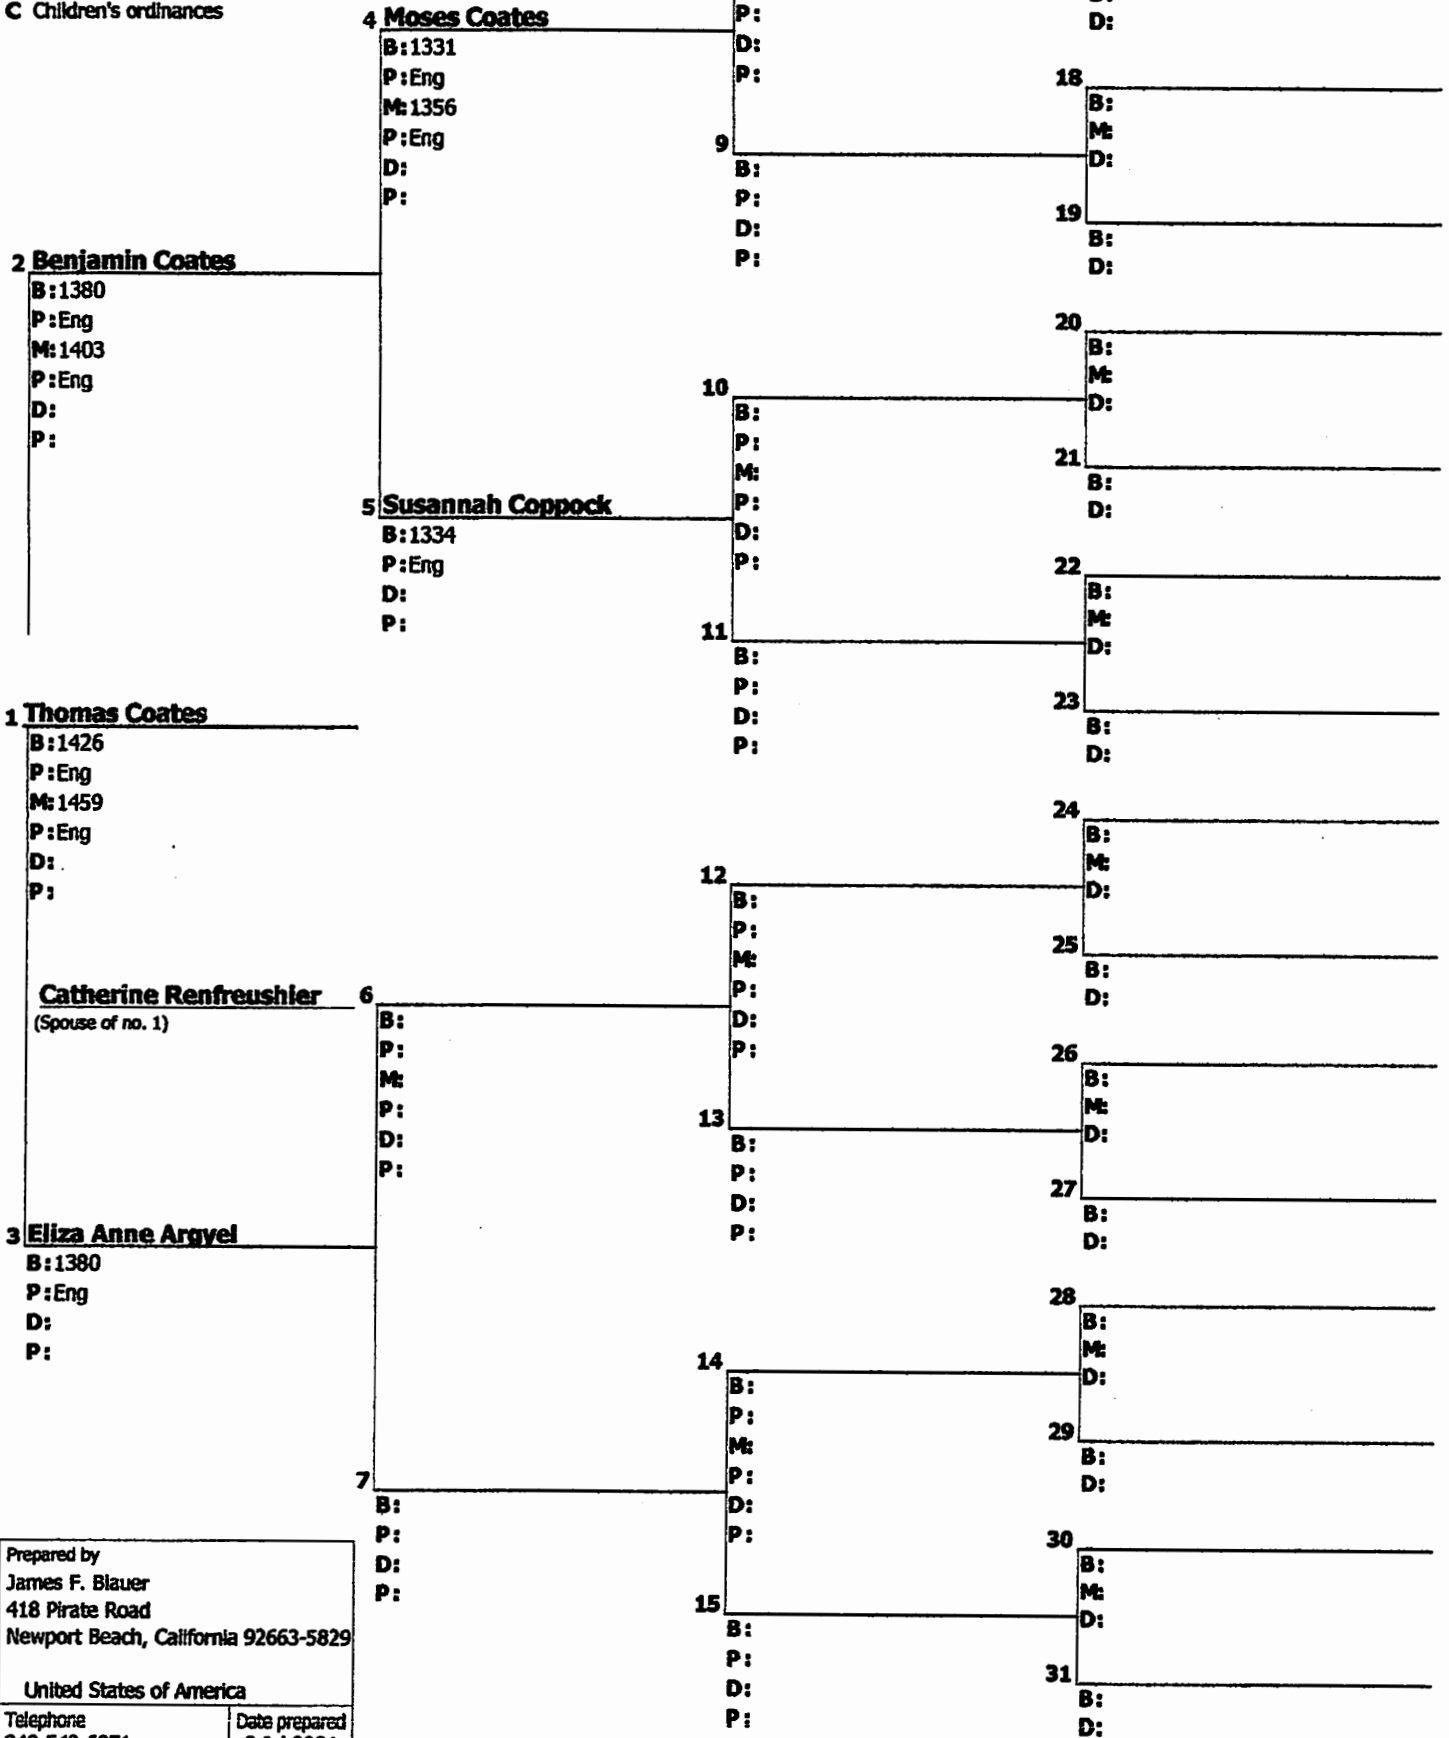 C Children's ordinances
4 Moses Coates
B:1331
P:Eng
M:1356
P:Eng
D:
P:
2 Benjamin Coates
B:1380
P:Eng
M:1403
P:Eng
D:
P:
5 Susannah Coppock
B:1334
P:Eng
D:
P:
1 Thomas Coates
B:1426
P:Eng
M:1459
P:Eng
D:
P:
Catherine Renfreushier
(Spouse of no. 1)
6
B:
P:
M:
P:
D:
P:
3 Eliza Anne Argyel
B:1380
P:Eng
D:
P:
7
B:
P:
D:
P:
P:
D:
P:
9
B:
P:
D:
P:
10
B:
P:
M:
P:
D:
P:
11
B:
P:
D:
P:
12
B:
P:
M:
P:
D:
P:
13
B:
P:
D:
P:
14
B:
P:
M:
P:
D:
P:
15
B:
P:
D:
P:
D:
18
B:
M:
D:
19
B:
D:
20
B:
M:
D:
21
B:
D:
22
B:
M:
D:
23
B:
D:
24
B:
M:
D:
25
B:
D:
26
B:
M:
D:
27
B:
D:
28
B:
M:
D:
29
B:
D:
30
B:
M:
D:
31
B:
D:
Prepared by
James F. Blauer
418 Pirate Road
Newport Beach, California 92663-5829
United States of America
Telephone
Date prepared